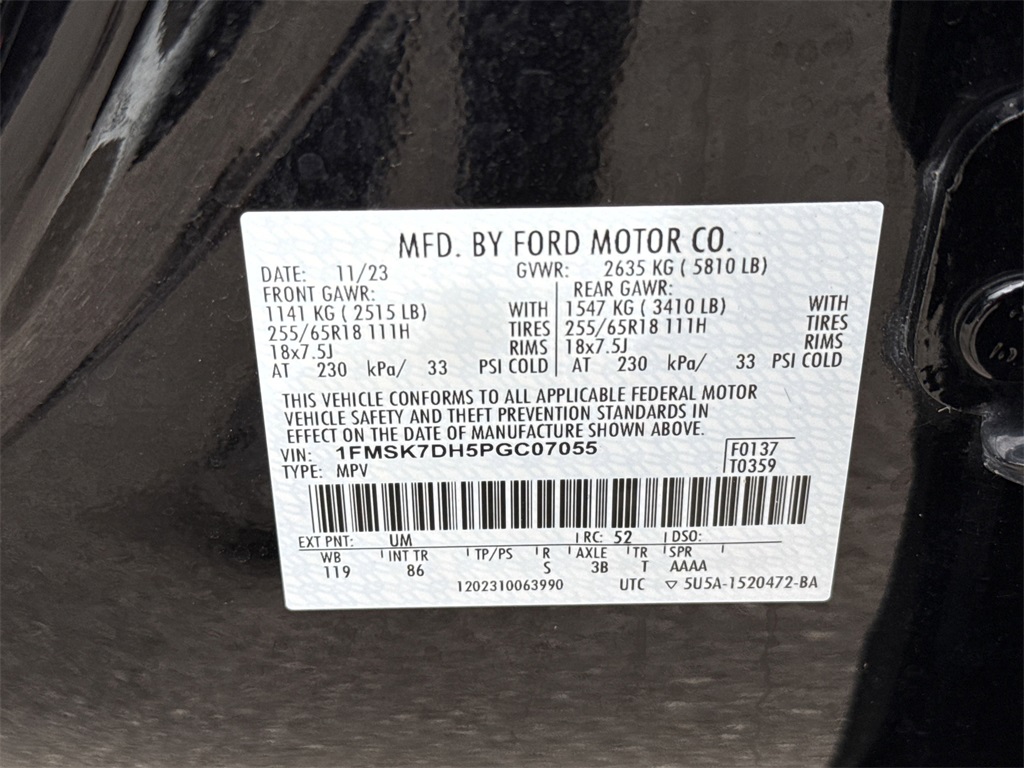 MFD. BY FORD MOTOR CO.
DATE: 11/23 GVWR: 2635 KG ( 5810 LB)
FRONT GAWR: REAR GAWR:
1141 KG ( 2515 LB) WITH 1547 KG ( 3410 LB) WITH
255/65R18 111H TIRES 255/65R18 111H TIRES
18x7.5J RIMS 18x7.5J RIMS
AT 230 kPa/ 33 PSI COLD AT 230 kPa/ 33 PSI COLD
THIS VEHICLE CONFORMS TO ALL APPLICABLE FEDERAL MOTOR
VEHICLE SAFETY AND THEFT PREVENTION STANDARDS IN
EFFECT ON THE DATE OF MANUFACTURE SHOWN ABOVE.
VIN: 1FMSK7DH5PGC07055 F0137
TYPE: MPV T0359
EXT PNT: UM RC: 52 DSO:
WB INT TR TP/PS R AXLE TR SPR
119 86 S 3B T AAAA
1202310063990 UTC ▽ 5U5A-1520472-BA